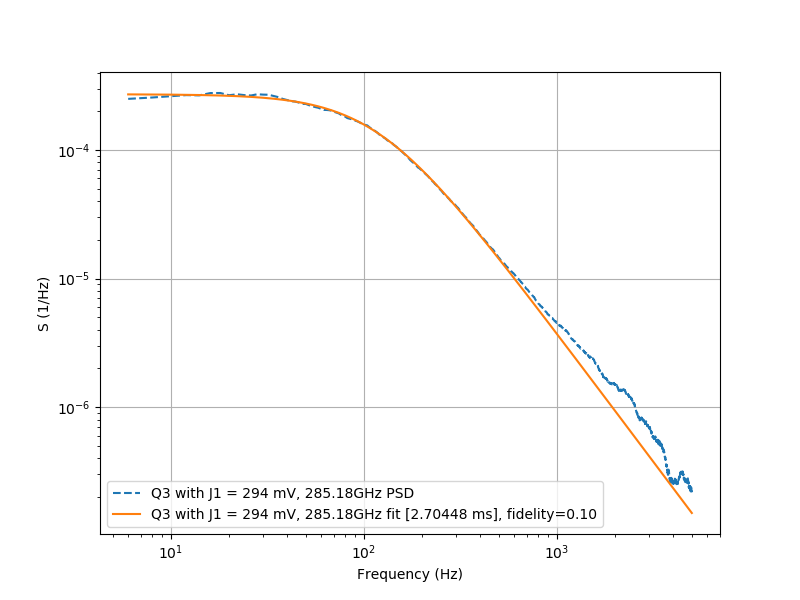 10⁻⁴
10⁻⁵
10⁻⁶
S (1/Hz)
Q3 with J1 = 294 mV, 285.18GHz PSD
Q3 with J1 = 294 mV, 285.18GHz fit [2.70448 ms], fidelity=0.10
10¹ 10² 10³
Frequency (Hz)